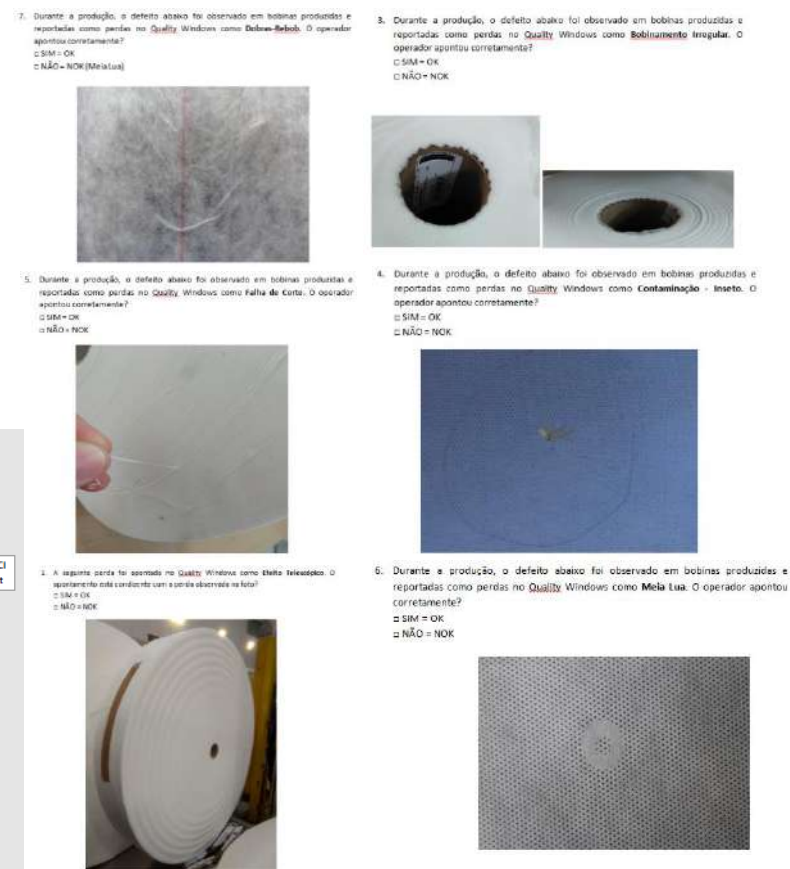 7. Durante a produção, o defeito abaixo foi observado em bobinas produzidas e
reportadas como perdas no Quality Windows como Dobras-Rebob. O operador
apontou corretamente?
□ SIM = OK
□ NÃO = NOK (Meia Lua)
3. Durante a produção, o defeito abaixo foi observado em bobinas produzidas e
reportadas como perdas no Quality Windows como Bobinamento Irregular. O
operador apontou corretamente?
□ SIM = OK
□ NÃO = NOK
5. Durante a produção, o defeito abaixo foi observado em bobinas produzidas e
reportadas como perdas no Quality Windows como Falha de Corte. O operador
apontou corretamente?
□ SIM = OK
□ NÃO = NOK
4. Durante a produção, o defeito abaixo foi observado em bobinas produzidas e
reportadas como perdas no Quality Windows como Contaminação - Inseto. O
operador apontou corretamente?
□ SIM = OK
□ NÃO = NOK
A seguinte perda foi apontada no Quality Windows como Efeito Telescópico. O
apontamento está condizente com a perda observada na foto?
□ SIM = OK
□ NÃO = NOK
6. Durante a produção, o defeito abaixo foi observado em bobinas produzidas e
reportadas como perdas no Quality Windows como Meia Lua. O operador apontou
corretamente?
□ SIM = OK
□ NÃO = NOK